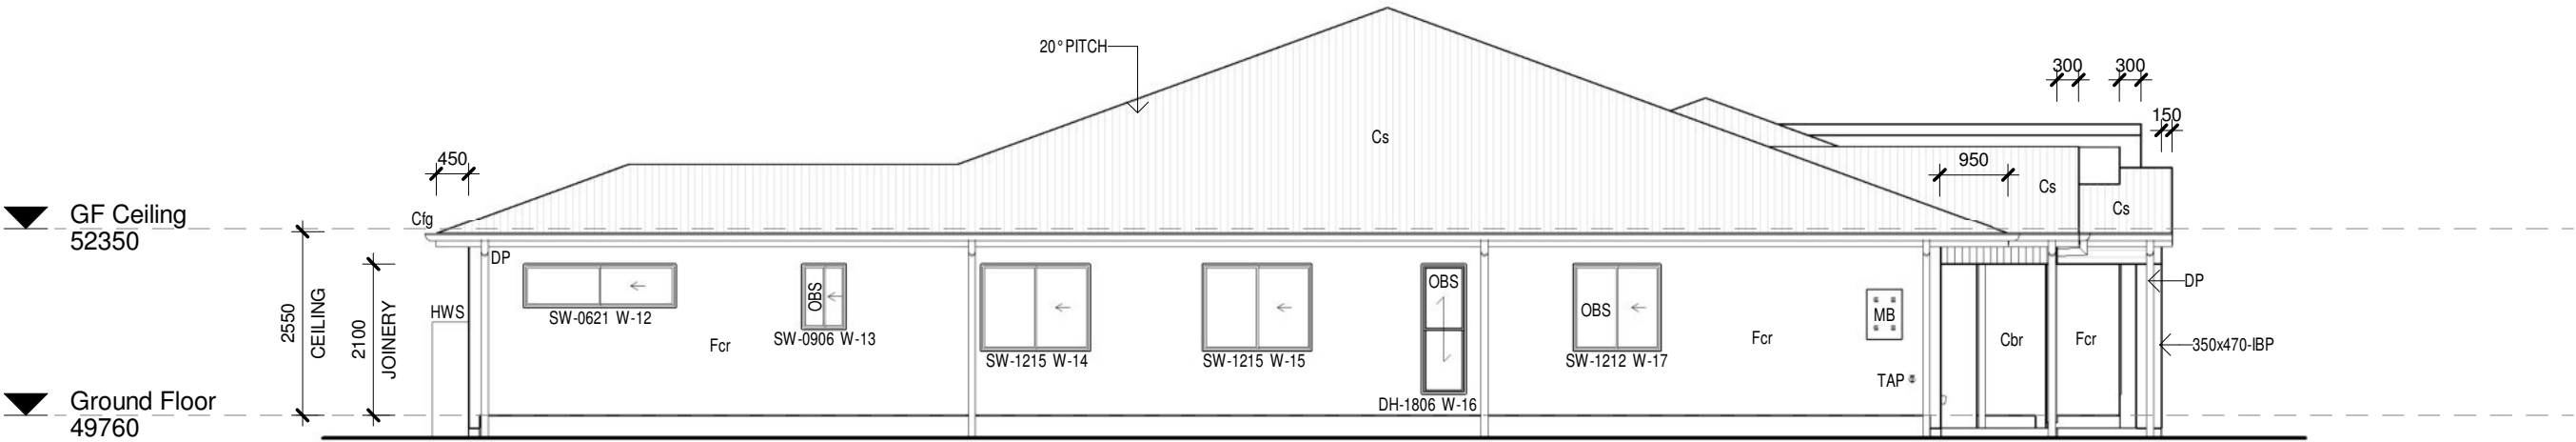 20° PITCH
300
300
150
Cs
450
950
Cs
Cs
Cfg
GF Ceiling
52350
DP
OBS
OBS
DP
HWS
SW-0621 W-12
OBS
MB
2550
CEILING
2100
JOINERY
SW-0906 W-13
Fcr
Fcr
Cbr
Fcr
350x470-IBP
SW-1215 W-14
SW-1215 W-15
SW-1212 W-17
TAP
DH-1806 W-16
Ground Floor
49760